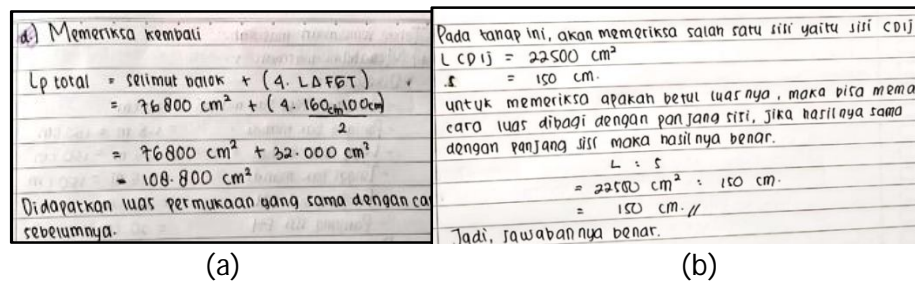 d.) Memeriksa kembali
Lp total = selimut balok + (4. L∆FGT)
= 76800 cm² + (4. 160cm 100cm)
2
= 76800 cm² + 32.000 cm²
= 108.800 cm²
Didapatkan luas permukaan yang sama dengan ca
sebelumnya.
(a)
Pada tahap ini, akan memeriksa salah satu sisi yaitu sisi CDIJ
L CDIJ = 22500 cm²
s = 150 cm.
untuk memeriksa apakah betul luasnya, maka bisa mema
cara luas dibagi dengan panjang sisi, jika hasilnya sama
dengan panjang sisi maka hasilnya benar.
L : s
= 22500 cm² : 150 cm.
= 150 cm.//
Jadi, jawabannya benar.
(b)